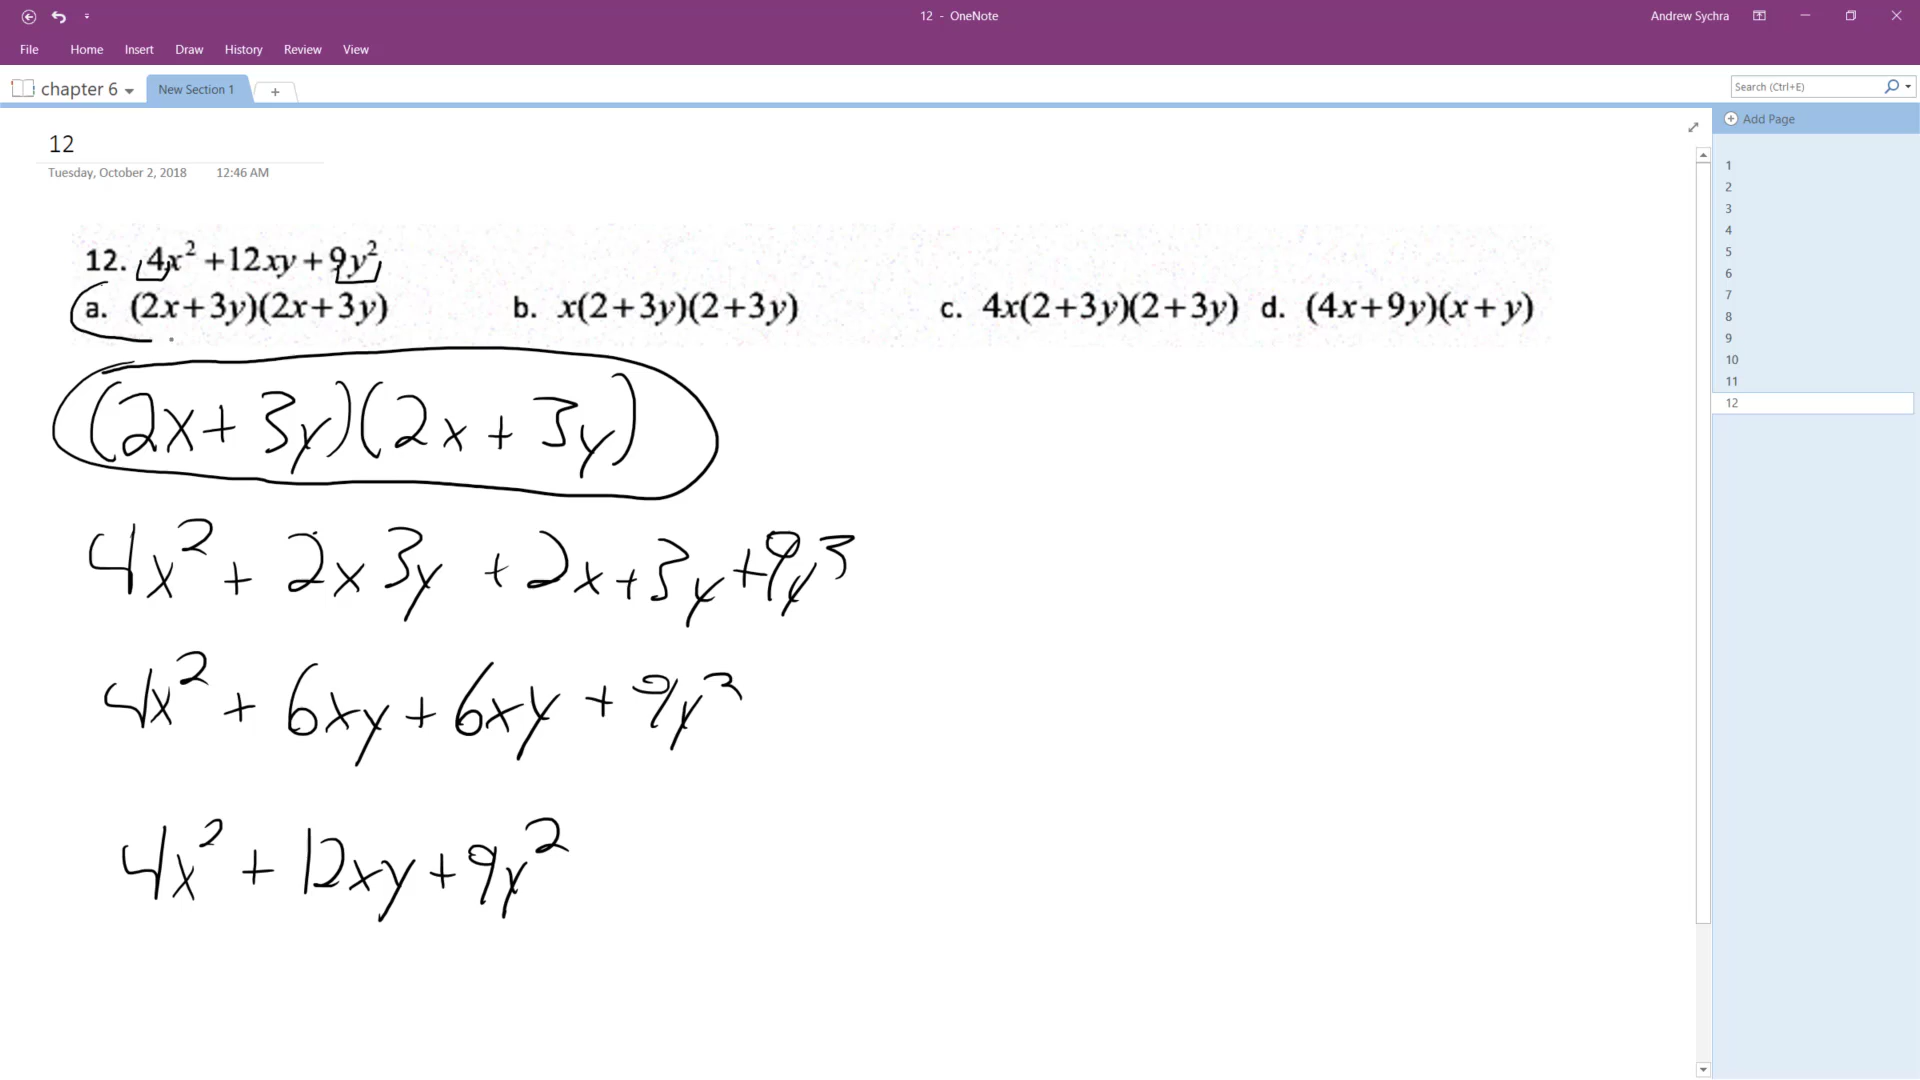 12 - OneNote
Andrew Sychra
File Home Insert Draw History Review View
chapter 6
New Section 1
+
Search (Ctrl+E)
Add Page
12
Tuesday, October 2, 2018 12:46 AM
12. 4x² +12xy+9y²
a. (2x+3y)(2x+3y) b. x(2+3y)(2+3y) c. 4x(2+3y)(2+3y) d. (4x+9y)(x+y)
(2x+3y)(2x+3y)
4x² + 2x3y +2x+3y+9y³
4x² + 6xy+6xy+9y²
4x² + 12xy+9y²
1
2
3
4
5
6
7
8
9
10
11
12